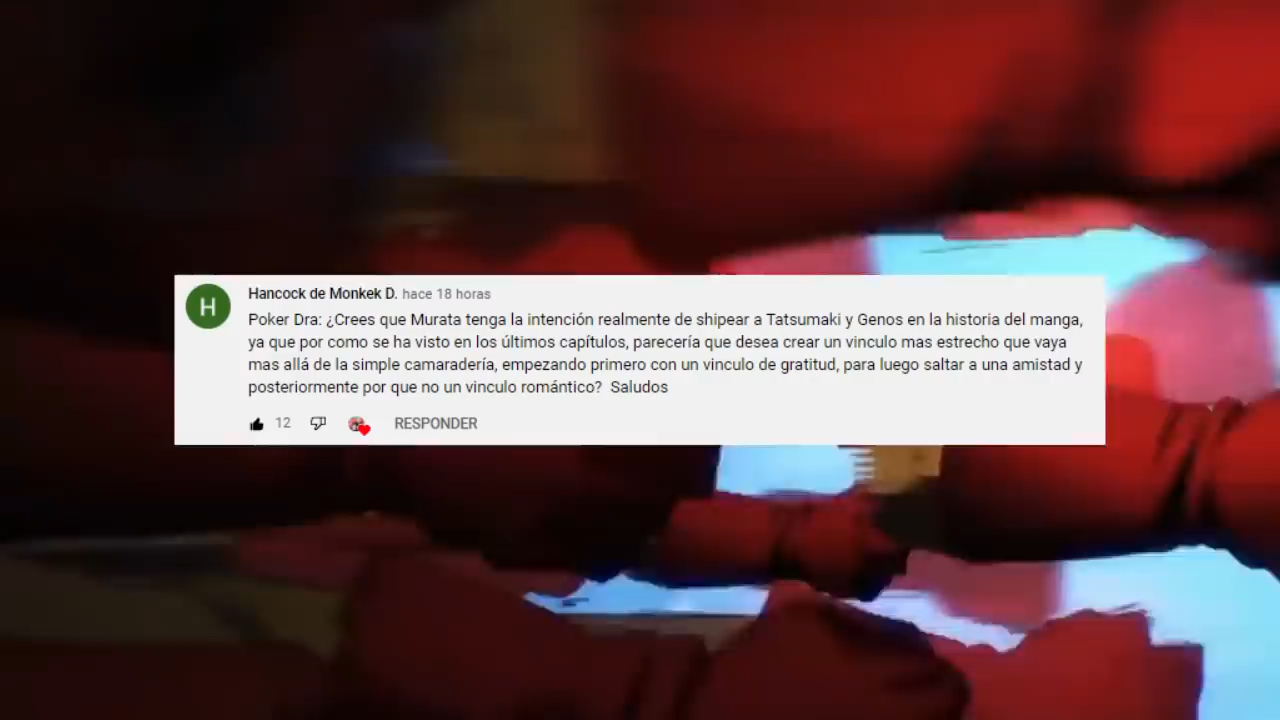 H
Hancock de Monkek D. hace 18 horas
Poker Dra: ¿Crees que Murata tenga la intención realmente de shipear a Tatsumaki y Genos en la historia del manga,
ya que por como se ha visto en los últimos capítulos, parecería que desea crear un vinculo mas estrecho que vaya
mas allá de la simple camaradería, empezando primero con un vinculo de gratitud, para luego saltar a una amistad y
posteriormente por que no un vinculo romántico?  Saludos
12 RESPONDER